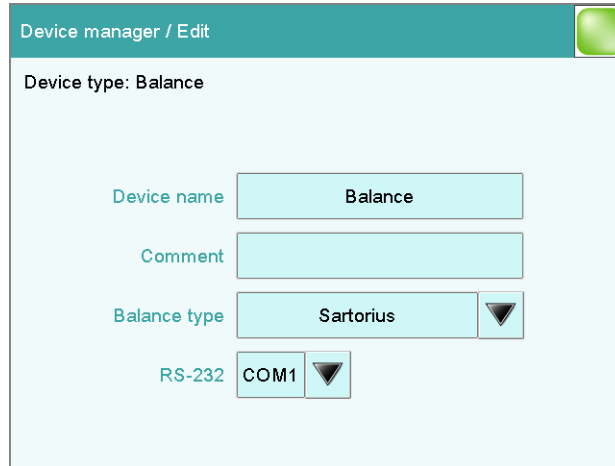 Device manager / Edit
Device type: Balance
Device name Balance
Comment
Balance type Sartorius
RS-232 COM1